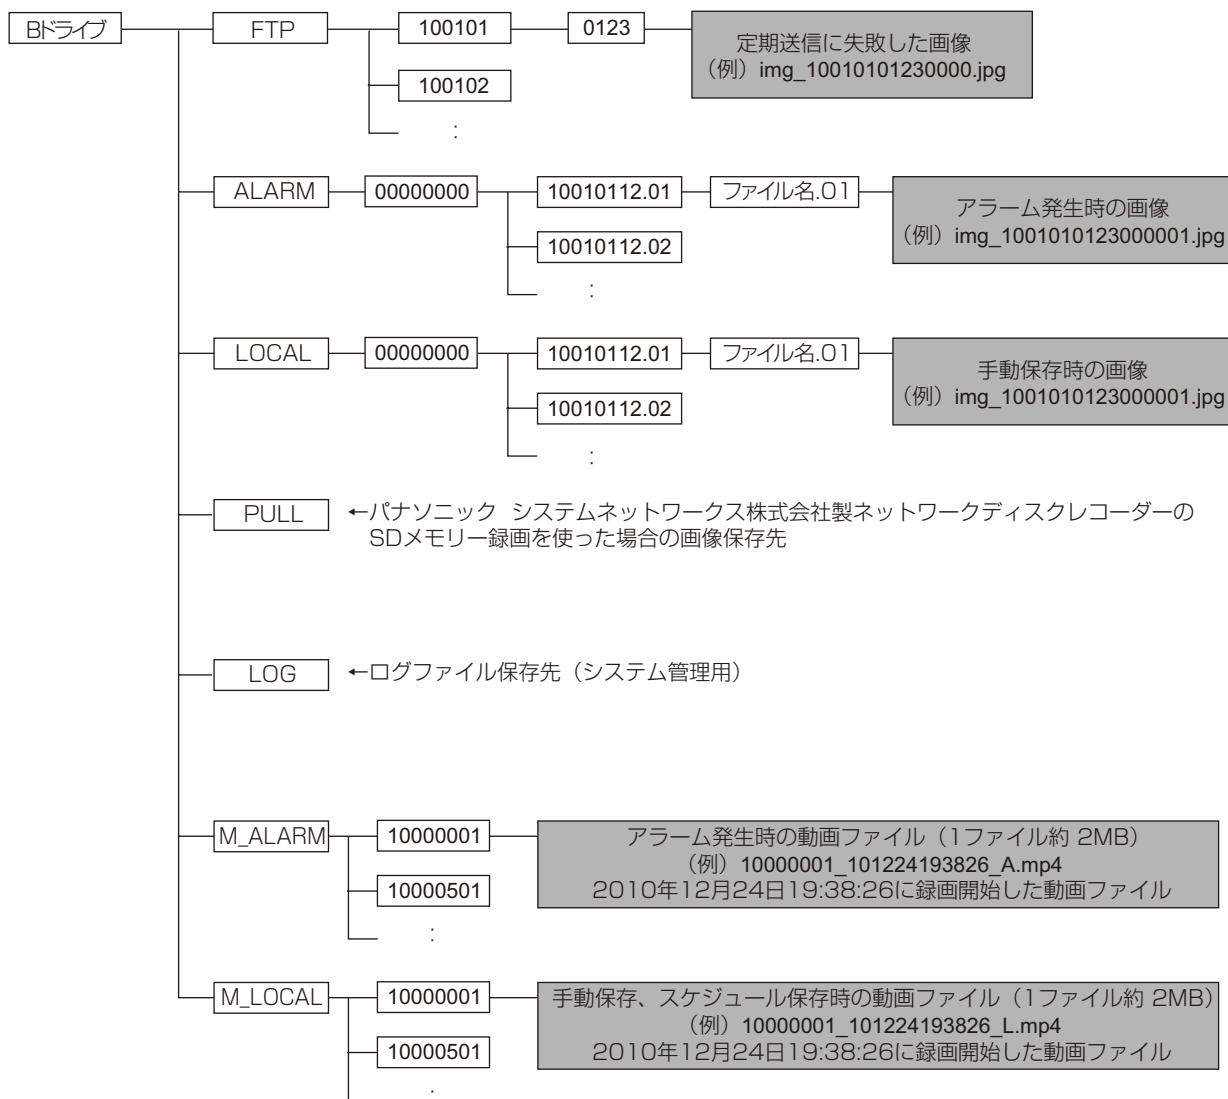 Bドライブ
FTP
100101
0123
定期送信に失敗した画像
(例) img_10010101230000.jpg
100102
:
ALARM
00000000
10010112.01
ファイル名.01
アラーム発生時の画像
(例) img_1001010123000001.jpg
10010112.02
:
LOCAL
00000000
10010112.01
ファイル名.01
手動保存時の画像
(例) img_1001010123000001.jpg
10010112.02
:
PULL
←パナソニック システムネットワークス株式会社製ネットワークディスクレコーダーの
SDメモリー録画を使った場合の画像保存先
LOG
←ログファイル保存先(システム管理用)
M_ALARM
10000001
アラーム発生時の動画ファイル(1ファイル約 2MB)
(例) 10000001_101224193826_A.mp4
2010年12月24日19:38:26に録画開始した動画ファイル
10000501
:
M_LOCAL
10000001
手動保存、スケジュール保存時の動画ファイル(1ファイル約 2MB)
(例) 10000001_101224193826_L.mp4
2010年12月24日19:38:26に録画開始した動画ファイル
10000501
: